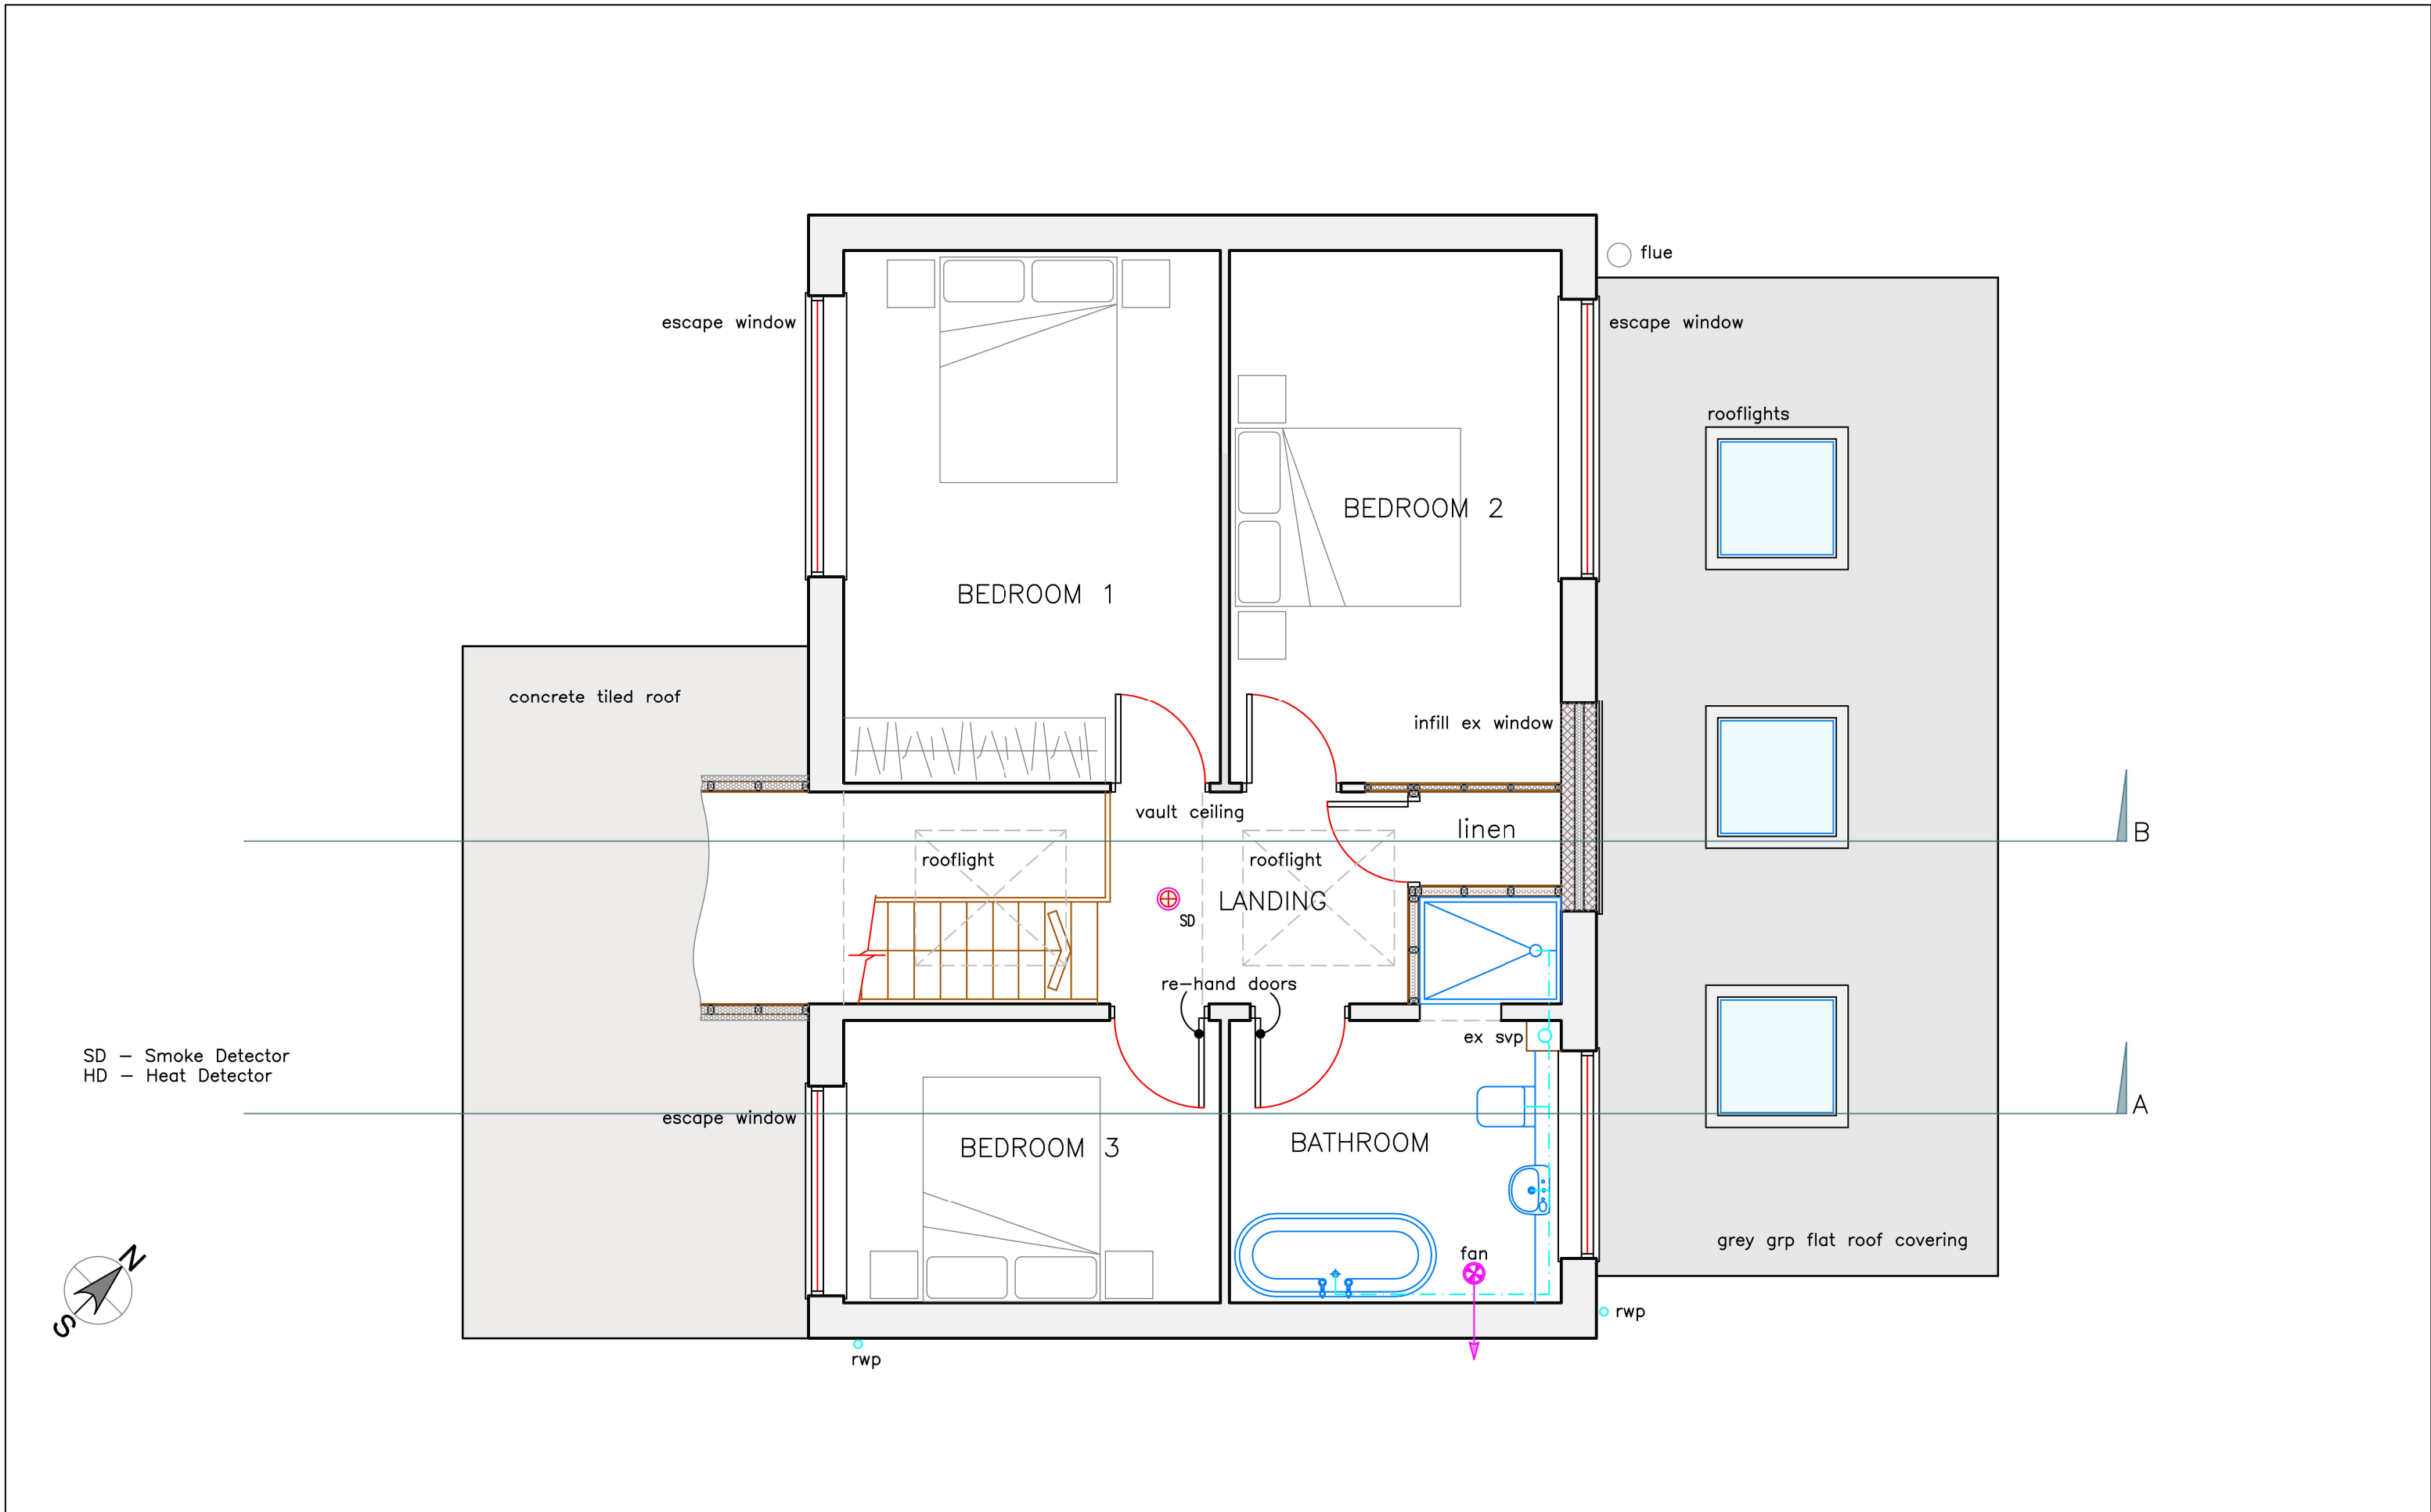 flue
escape window
escape window
rooflights
BEDROOM 2
BEDROOM 1
concrete tiled roof
infill ex window
vault ceiling
linen
B
rooflight
rooflight
LANDING
SD
re-hand doors
ex svp
SD - Smoke Detector
HD - Heat Detector
A
escape window
BEDROOM 3
BATHROOM
grey grp flat roof covering
fan
N
S
rwp
rwp